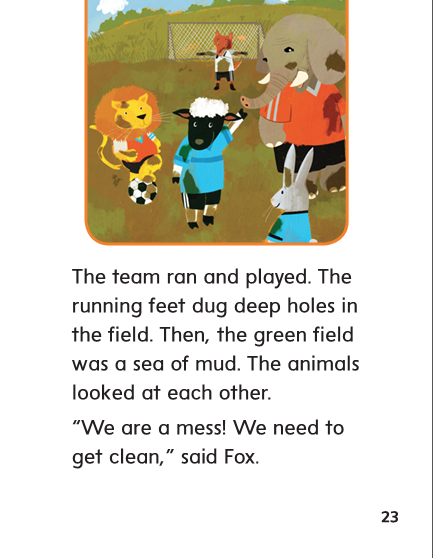 The team ran and played. The
running feet dug deep holes in
the field. Then, the green field
was a sea of mud. The animals
looked at each other.
“We are a mess! We need to
get clean,” said Fox.
23